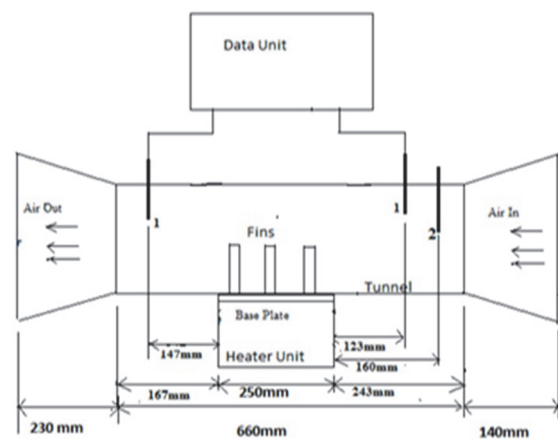 Data Unit
Air Out
1
Fins
1
2
Air In
Tunnel
Base Plate
Heater Unit
147mm
123mm
160mm
167mm
250mm
243mm
230 mm
660mm
140mm